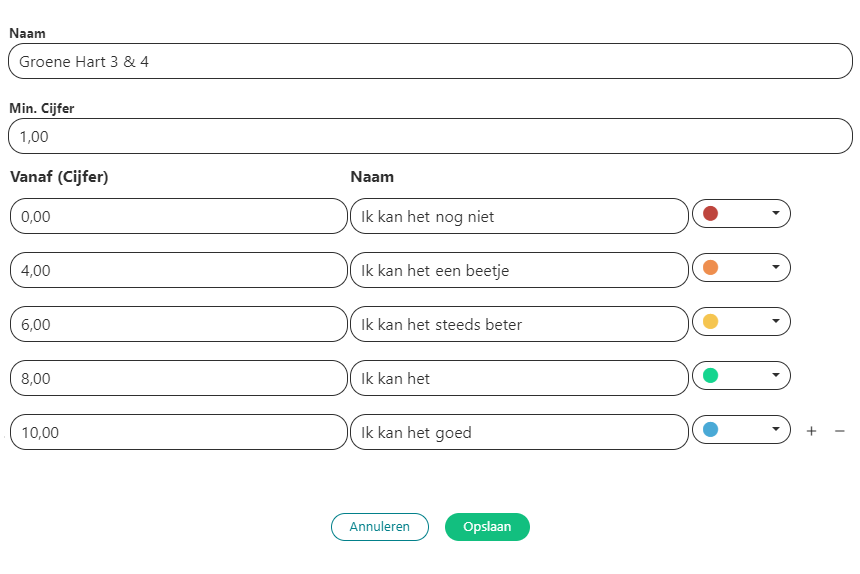 Naam
Groene Hart 3 & 4
Min. Cijfer
1,00
Vanaf (Cijfer) Naam
0,00 Ik kan het nog niet
4,00 Ik kan het een beetje
6,00 Ik kan het steeds beter
8,00 Ik kan het
10,00 Ik kan het goed + −
Annuleren Opslaan